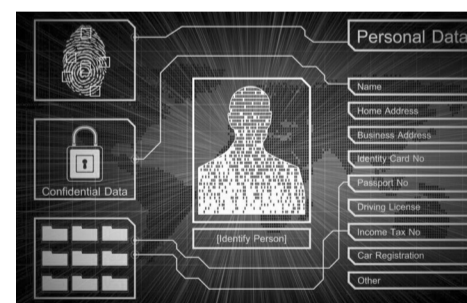 Personal Data
Name
Home Address
Business Address
Identity Card No
Passport No
Driving License
Income Tax No
Car Registration
Other
Confidential Data
[Identify Person]